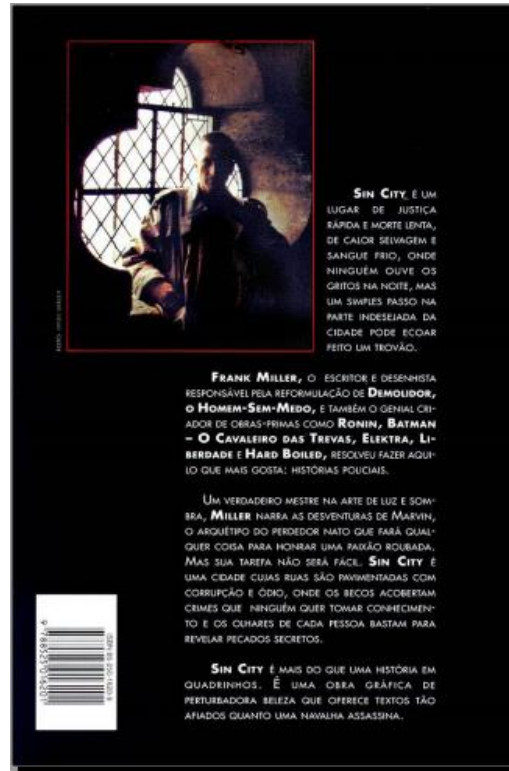 SIN CITY É UM
LUGAR DE JUSTIÇA
RÁPIDA E MORTE LENTA,
DE CALOR SELVAGEM E
SANGUE FRIO, ONDE
NINGUÉM OUVE OS
GRITOS NA NOITE, MAS
UM SIMPLES PASSO NA
PARTE INDESEJADA DA
CIDADE PODE ECOAR
FEITO UM TROVÃO.
FRANK MILLER, O ESCRITOR E DESENHISTA
RESPONSÁVEL PELA REFORMULAÇÃO DE DEMOLIDOR,
O HOMEM-SEM-MEDO, E TAMBÉM O GENIAL CRI-
ADOR DE OBRAS-PRIMAS COMO RONIN, BATMAN
– O CAVALEIRO DAS TREVAS, ELEKTRA, LI-
BERDADE E HARD BOILED, RESOLVEU FAZER AQUI-
LO QUE MAIS GOSTA: HISTÓRIAS POLICIAIS.
UM VERDADEIRO MESTRE NA ARTE DE LUZ E SOM-
BRA, MILLER NARRA AS DESVENTURAS DE MARVIN,
O ARQUÉTIPO DO PERDEDOR NATO QUE FARÁ QUAL-
QUER COISA PARA HONRAR UMA PAIXÃO ROUBADA.
MAS SUA TAREFA NÃO SERÁ FÁCIL. SIN CITY É
UMA CIDADE CUJAS RUAS SÃO PAVIMENTADAS COM
CORRUPÇÃO E ÓDIO, ONDE OS BECOS ACOBERTAM
CRIMES QUE NINGUÉM QUER TOMAR CONHECIMEN-
TO E OS OLHARES DE CADA PESSOA BASTAM PARA
REVELAR PECADOS SECRETOS.
SIN CITY É MAIS DO QUE UMA HISTÓRIA EM
QUADRINHOS. É UMA OBRA GRÁFICA DE
PERTURBADORA BELEZA QUE OFERECE TEXTOS TÃO
AFIADOS QUANTO UMA NAVALHA ASSASSINA.
9 788525 016201